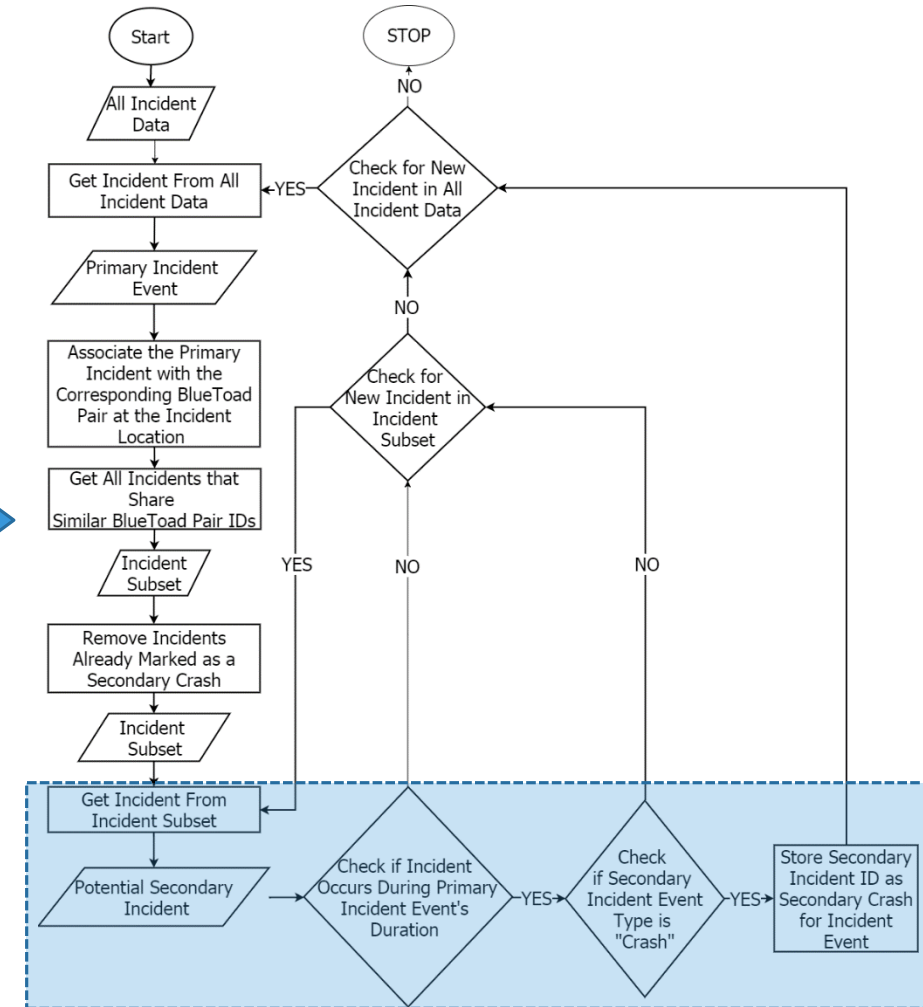 Start
All Incident
Data
Get Incident From All
Incident Data
Primary Incident
Event
Associate the Primary
Incident with the
Corresponding BlueToad
Pair at the Incident
Location
Get All Incidents that
Share
Similar BlueToad Pair IDs
Incident
Subset
Remove Incidents
Already Marked as a
Secondary Crash
Incident
Subset
Get Incident From
Incident Subset
Potential Secondary
Incident
Check if Incident
Occurs During Primary
Incident Event's
Duration
YES
Check
if Secondary
Incident Event
Type is
"Crash"
YES
Store Secondary
Incident ID as
Secondary Crash
for Incident
Event
YES
NO
NO
Check for
New Incident in
Incident
Subset
NO
Check for New
Incident in All
Incident Data
YES
NO
STOP